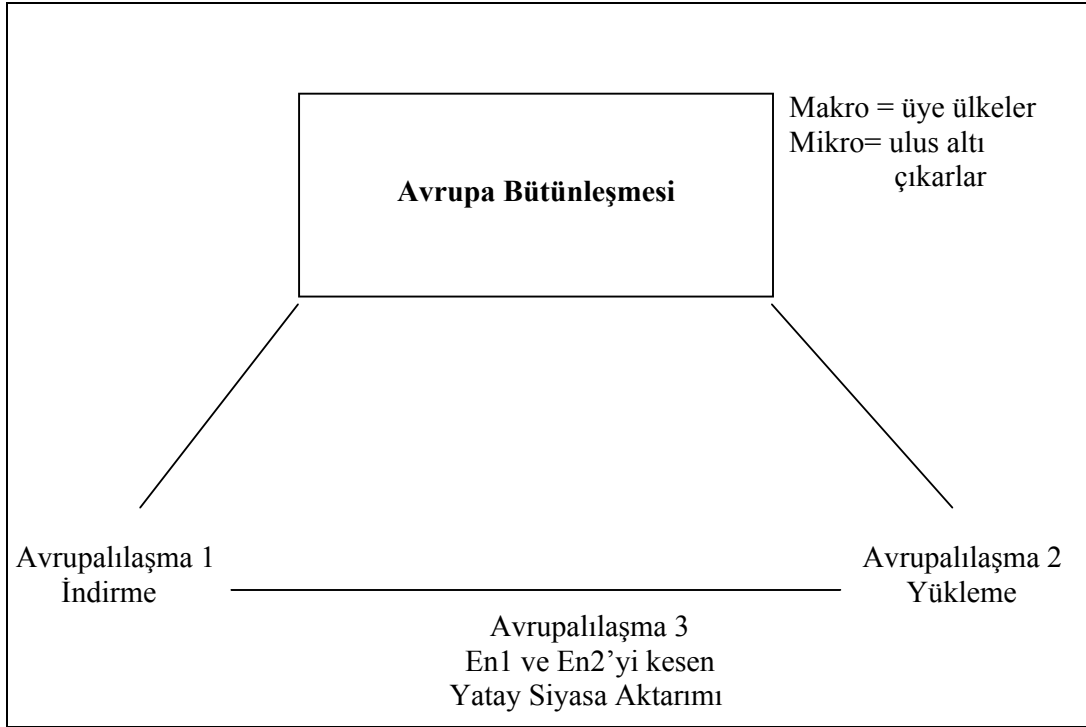 Makro = üye ülkeler
Mikro= ulus altı
çıkarlar
Avrupa Bütünleşmesi
Avrupalılaşma 1
İndirme
Avrupalılaşma 2
Yükleme
Avrupalılaşma 3
En1 ve En2’yi kesen
Yatay Siyasa Aktarımı